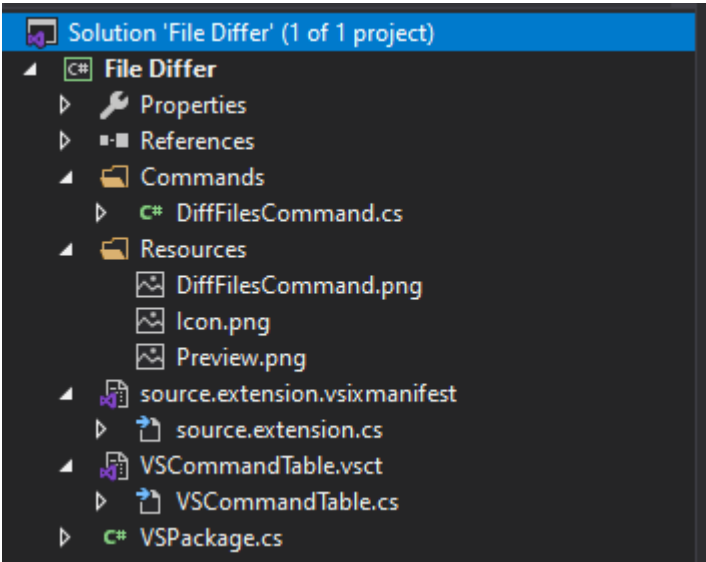 Solution 'File Differ' (1 of 1 project)
C# File Differ
Properties
References
Commands
C# DiffFilesCommand.cs
Resources
DiffFilesCommand.png
Icon.png
Preview.png
source.extension.vsixmanifest
source.extension.cs
VSCommandTable.vsct
VSCommandTable.cs
C# VSPackage.cs